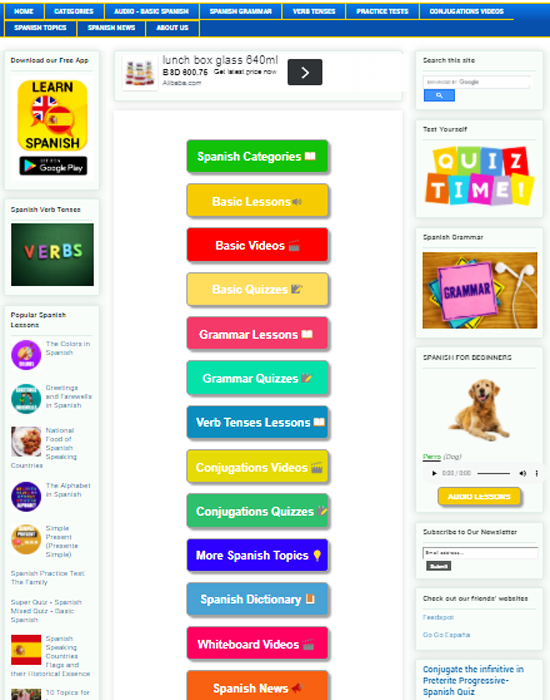 HOME
CATEGORIES
AUDIO - BASIC SPANISH
SPANISH GRAMMAR
VERB TENSES
PRACTICE TESTS
CONJUGATIONS VIDEOS
SPANISH TOPICS
SPANISH NEWS
ABOUT US
Download our Free App
LEARN
SPANISH
Google Play
Spanish Verb Tenses
VERBS
Popular Spanish
Lessons
The Colors in
Spanish
Greetings
and Farewells
in Spanish
National
Food of
Spanish
Speaking
Countries
The Alphabet
in Spanish
Simple
Present
(Presente
Simple)
Spanish Practice Test:
The Family
Super Quiz - Spanish
Mixed Quiz - Basic
Spanish
Spanish
Speaking
Countries
Flags and
their Historical Essence
10 Topics for
lunch box glass 640ml
BSD 600.75 Get latest price now
Alibaba.com
Spanish Categories
Basic Lessons
Basic Videos
Basic Quizzes
Grammar Lessons
Grammar Quizzes
Verb Tenses Lessons
Conjugations Videos
Conjugations Quizzes
More Spanish Topics
Spanish Dictionary
Whiteboard Videos
Spanish News
Search this site
Google
Test Yourself
QUIZ
TIME!
Spanish Grammar
GRAMMAR
SPANISH FOR BEGINNERS
Perro (Dog)
0:00 / 0:00
AUDIO LESSONS
Subscribe to Our Newsletter
Email address...
Submit
Check out our friends' websites
Feedspot
Go Go España
Conjugate the infinitive in
Preterite Progressive-
Spanish Quiz